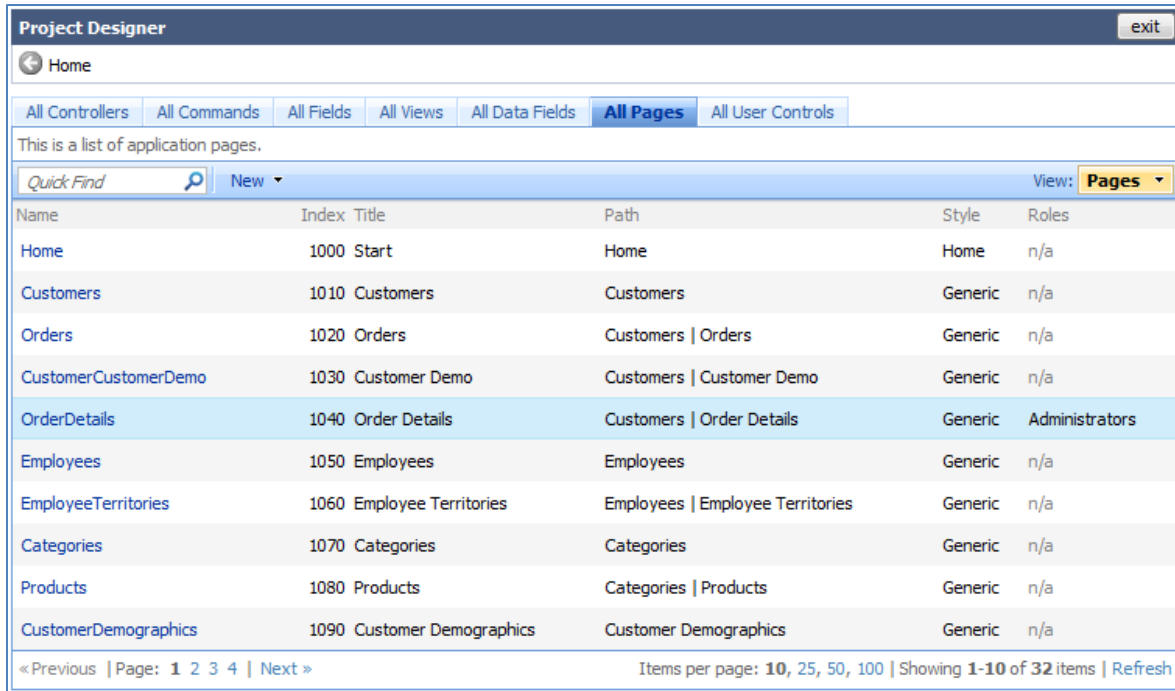 Project Designer exit
Home
All Controllers All Commands All Fields All Views All Data Fields All Pages All User Controls
This is a list of application pages.
Quick Find New View: Pages
Name Index Title Path Style Roles
Home 1000 Start Home Home n/a
Customers 1010 Customers Customers Generic n/a
Orders 1020 Orders Customers | Orders Generic n/a
CustomerCustomerDemo 1030 Customer Demo Customers | Customer Demo Generic n/a
OrderDetails 1040 Order Details Customers | Order Details Generic Administrators
Employees 1050 Employees Employees Generic n/a
EmployeeTerritories 1060 Employee Territories Employees | Employee Territories Generic n/a
Categories 1070 Categories Categories Generic n/a
Products 1080 Products Categories | Products Generic n/a
CustomerDemographics 1090 Customer Demographics Customer Demographics Generic n/a
« Previous | Page: 1 2 3 4 | Next » Items per page: 10, 25, 50, 100 | Showing 1-10 of 32 items | Refresh